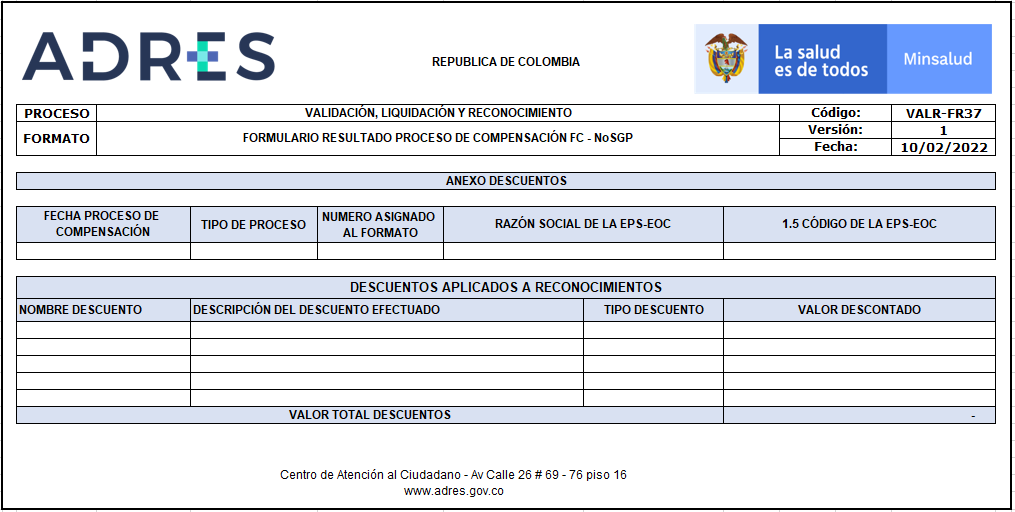 ADRES
REPUBLICA DE COLOMBIA
La salud
es de todos
Minsalud
PROCESO
VALIDACIÓN, LIQUIDACIÓN Y RECONOCIMIENTO
Código:
VALR-FR37
FORMATO
FORMULARIO RESULTADO PROCESO DE COMPENSACIÓN FC - NoSGP
Versión:
1
Fecha:
10/02/2022
ANEXO DESCUENTOS
FECHA PROCESO DE
COMPENSACIÓN
TIPO DE PROCESO
NUMERO ASIGNADO
AL FORMATO
RAZÓN SOCIAL DE LA EPS-EOC
1.5 CÓDIGO DE LA EPS-EOC
DESCUENTOS APLICADOS A RECONOCIMIENTOS
NOMBRE DESCUENTO
DESCRIPCIÓN DEL DESCUENTO EFECTUADO
TIPO DESCUENTO
VALOR DESCONTADO
VALOR TOTAL DESCUENTOS
-
Centro de Atención al Ciudadano - Av Calle 26 # 69 - 76 piso 16
www.adres.gov.co